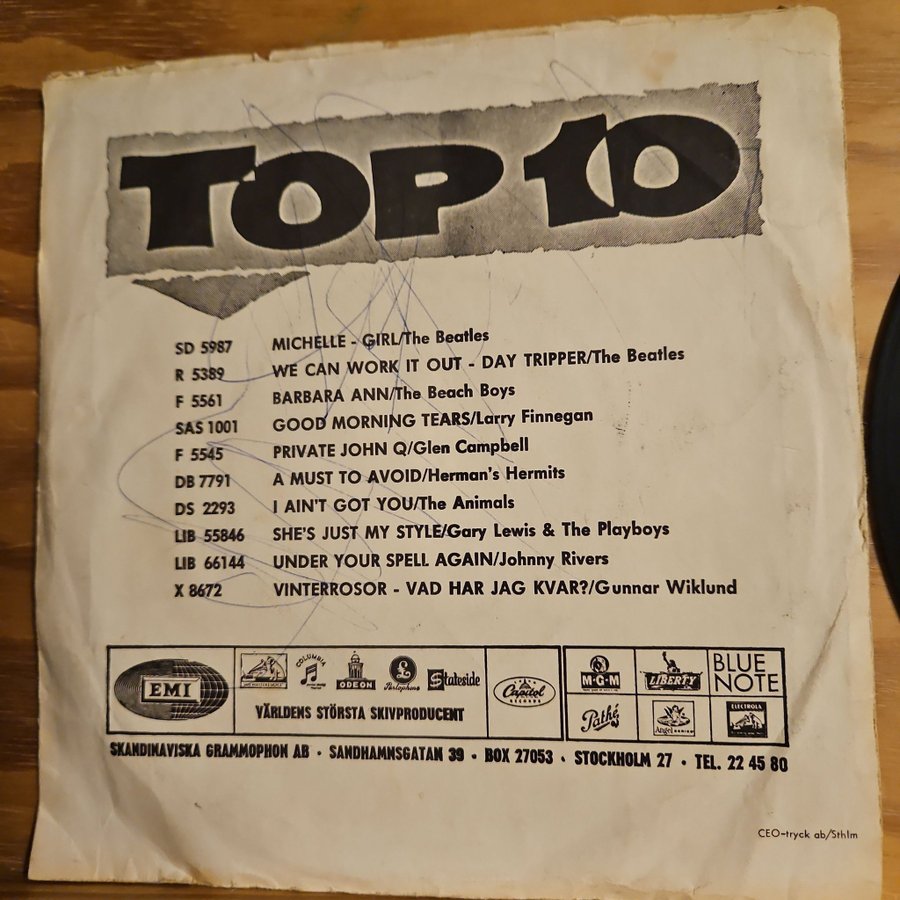 TOP 10
SD 5987 MICHELLE - GIRL/The Beatles
R 5389 WE CAN WORK IT OUT - DAY TRIPPER/The Beatles
F 5561 BARBARA ANN/The Beach Boys
SAS 1001 GOOD MORNING TEARS/Larry Finnegan
F 5545 PRIVATE JOHN Q/Glen Campbell
DB 7791 A MUST TO AVOID/Herman's Hermits
DS 2293 I AIN'T GOT YOU/The Animals
LIB 55846 SHE'S JUST MY STYLE/Gary Lewis & The Playboys
LIB 66144 UNDER YOUR SPELL AGAIN/Johnny Rivers
X 8672 VINTERROSOR - VAD HAR JAG KVAR?/Gunnar Wiklund
EMI
COLUMBIA ODEON Parlophone Stateside
VÄRLDENS STÖRSTA SKIVPRODUCENT
Capitol
RECORDS
M-G-M LIBERTY BLUE NOTE
Pathé Angel SERIES ELECTROLA
SKANDINAVISKA GRAMMOPHON AB · SANDHAMNSGATAN 39 · BOX 27053 · STOCKHOLM 27 · TEL. 22 45 80
CEO-tryck ab/Sthlm